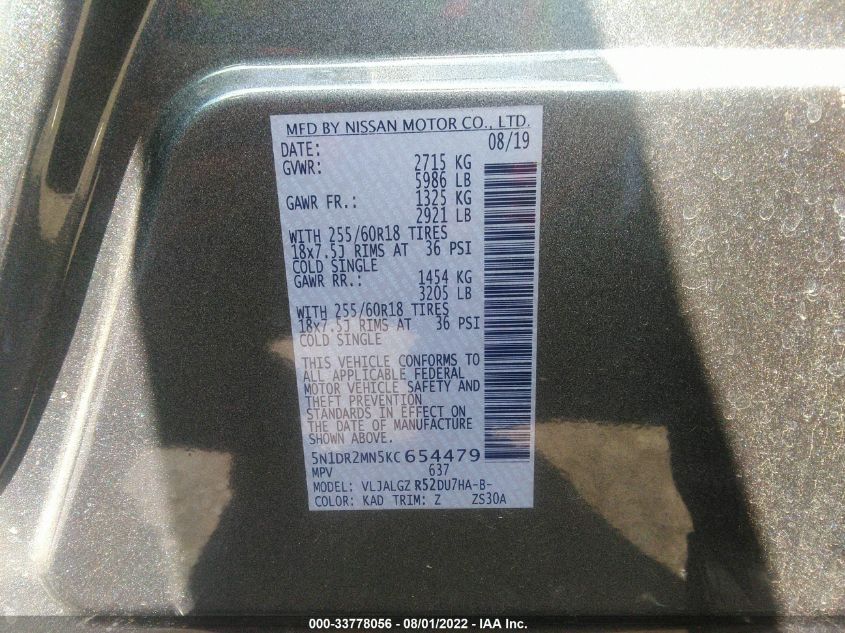 MFD BY NISSAN MOTOR CO., LTD.
DATE: 08/19
GVWR: 2715 KG
5986 LB
GAWR FR.: 1325 KG
2921 LB
WITH 255/60R18 TIRES
18x7.5J RIMS AT 36 PSI
COLD SINGLE
GAWR RR.: 1454 KG
3205 LB
WITH 255/60R18 TIRES
18x7.5J RIMS AT 36 PSI
COLD SINGLE
THIS VEHICLE CONFORMS TO
ALL APPLICABLE FEDERAL
MOTOR VEHICLE SAFETY AND
THEFT PREVENTION
STANDARDS IN EFFECT ON
THE DATE OF MANUFACTURE
SHOWN ABOVE.
5N1DR2MN5KC654479
MPV 637
MODEL: VLJALGZ R52DU7HA-B-
COLOR: KAD TRIM: Z ZS30A
000-33778056 - 08/01/2022 - IAA Inc.